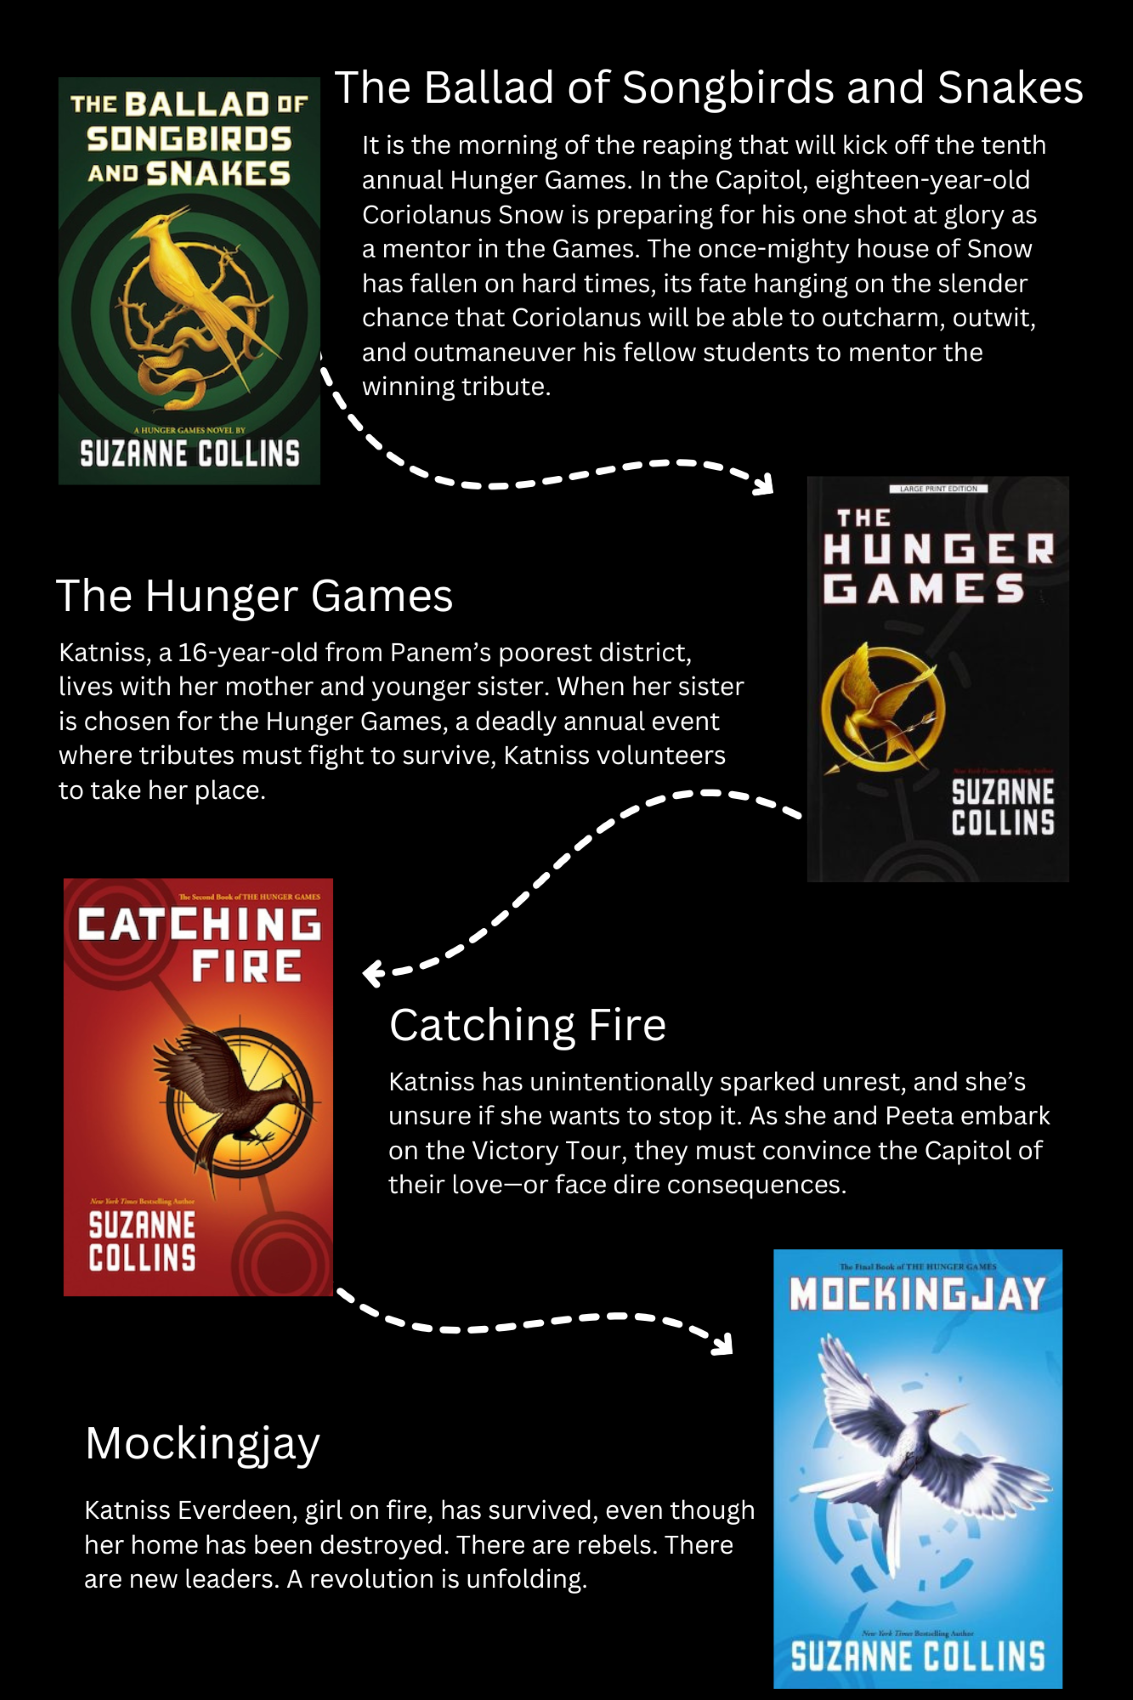 THE BALLAD OF
SONGBIRDS
AND SNAKES
A HUNGER GAMES NOVEL BY
SUZANNE COLLINS
The Ballad of Songbirds and Snakes
It is the morning of the reaping that will kick off the tenth
annual Hunger Games. In the Capitol, eighteen-year-old
Coriolanus Snow is preparing for his one shot at glory as
a mentor in the Games. The once-mighty house of Snow
has fallen on hard times, its fate hanging on the slender
chance that Coriolanus will be able to outcharm, outwit,
and outmaneuver his fellow students to mentor the
winning tribute.
LARGE PRINT EDITION
THE
HUNGER
GAMES
New York Times Bestselling Author
SUZANNE
COLLINS
The Hunger Games
Katniss, a 16-year-old from Panem’s poorest district,
lives with her mother and younger sister. When her sister
is chosen for the Hunger Games, a deadly annual event
where tributes must fight to survive, Katniss volunteers
to take her place.
The Second Book of THE HUNGER GAMES
CATCHING
FIRE
New York Times Bestselling Author
SUZANNE
COLLINS
Catching Fire
Katniss has unintentionally sparked unrest, and she’s
unsure if she wants to stop it. As she and Peeta embark
on the Victory Tour, they must convince the Capitol of
their love—or face dire consequences.
The Final Book of THE HUNGER GAMES
MOCKINGJAY
New York Times Bestselling Author
SUZANNE COLLINS
Mockingjay
Katniss Everdeen, girl on fire, has survived, even though
her home has been destroyed. There are rebels. There
are new leaders. A revolution is unfolding.